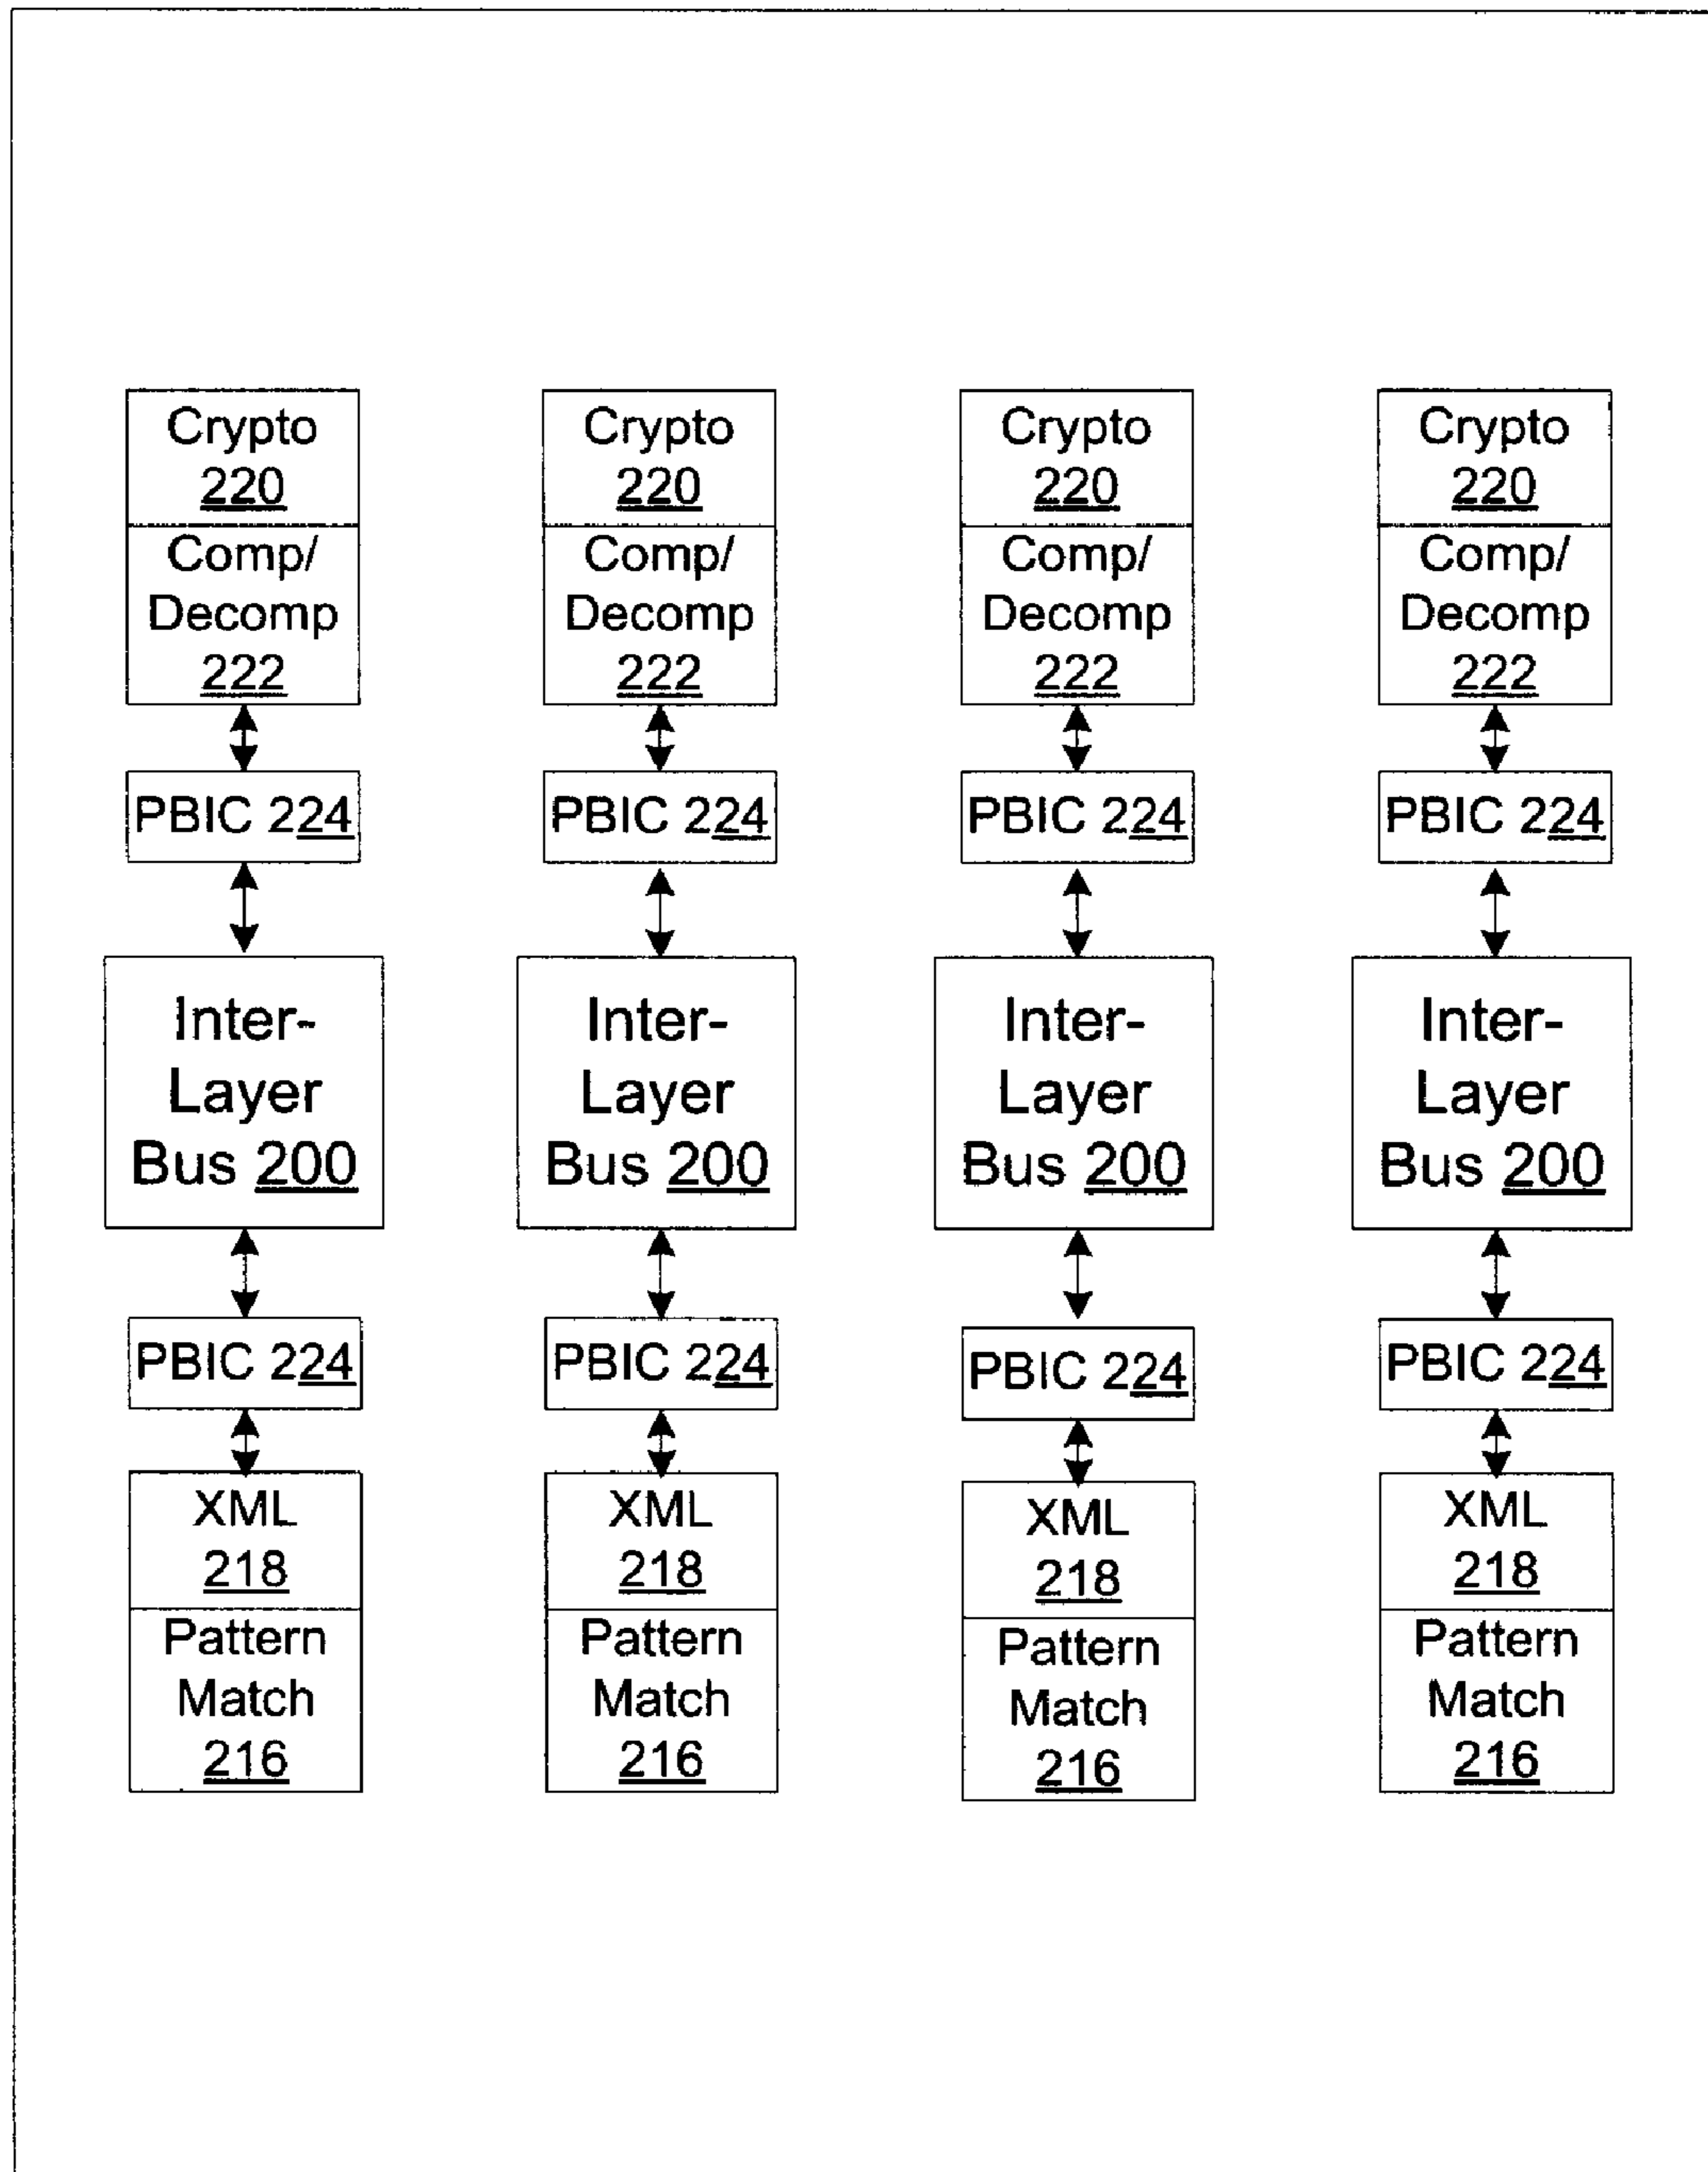 Crypto
220
Comp/
Decomp
222
PBIC 224
Inter-
Layer
Bus 200
PBIC 224
XML
218
Pattern
Match
216
Crypto
220
Comp/
Decomp
222
PBIC 224
Inter-
Layer
Bus 200
PBIC 224
XML
218
Pattern
Match
216
Crypto
220
Comp/
Decomp
222
PBIC 224
Inter-
Layer
Bus 200
PBIC 224
XML
218
Pattern
Match
216
Crypto
220
Comp/
Decomp
222
PBIC 224
Inter-
Layer
Bus 200
PBIC 224
XML
218
Pattern
Match
216